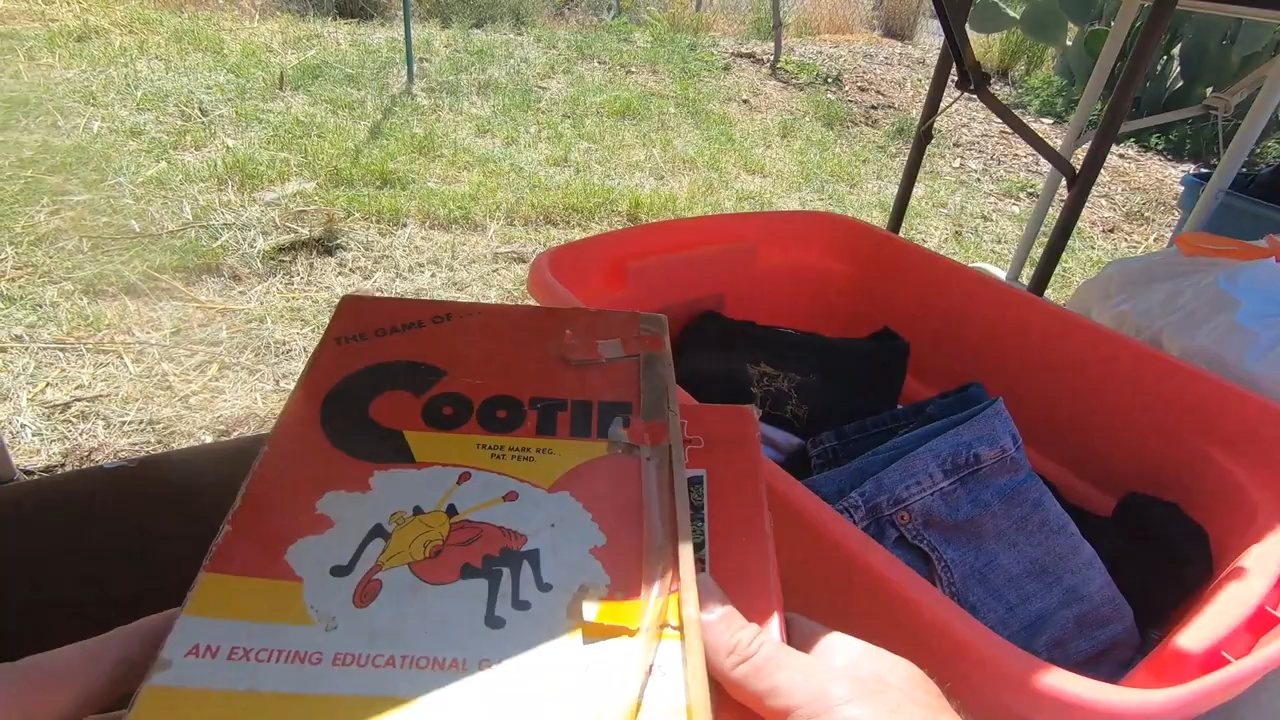 THE GAME OF...
COOTIE
TRADE MARK REG.
PAT. PEND.
AN EXCITING EDUCATIONAL